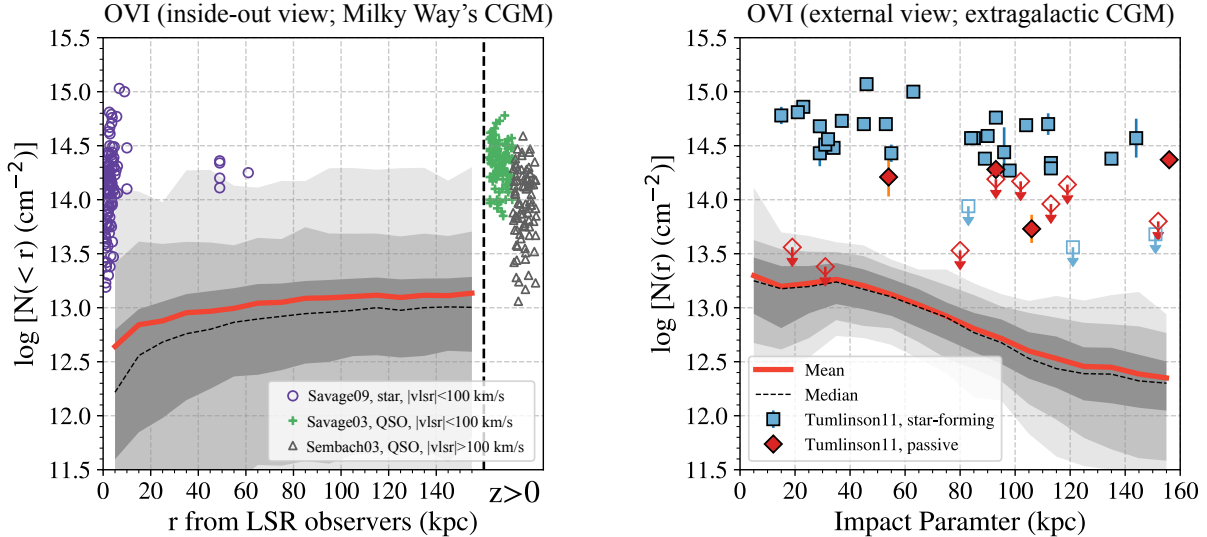 OVI (inside-out view; Milky Way's CGM)
15.5
15.0
14.5
14.0
13.5
13.0
12.5
12.0
11.5
log [N(< r) (cm−2)]
Savage09, star, |vlsr|<100 km/s
Savage03, QSO, |vlsr|<100 km/s
Sembach03, QSO, |vlsr|>100 km/s
0 20 40 60 80 100 120 140 z>0
r from LSR observers (kpc)
OVI (external view; extragalactic CGM)
15.5
15.0
14.5
14.0
13.5
13.0
12.5
12.0
11.5
log [N(r) (cm−2)]
Mean
Median
Tumlinson11, star-forming
Tumlinson11, passive
0 20 40 60 80 100 120 140 160
Impact Paramter (kpc)